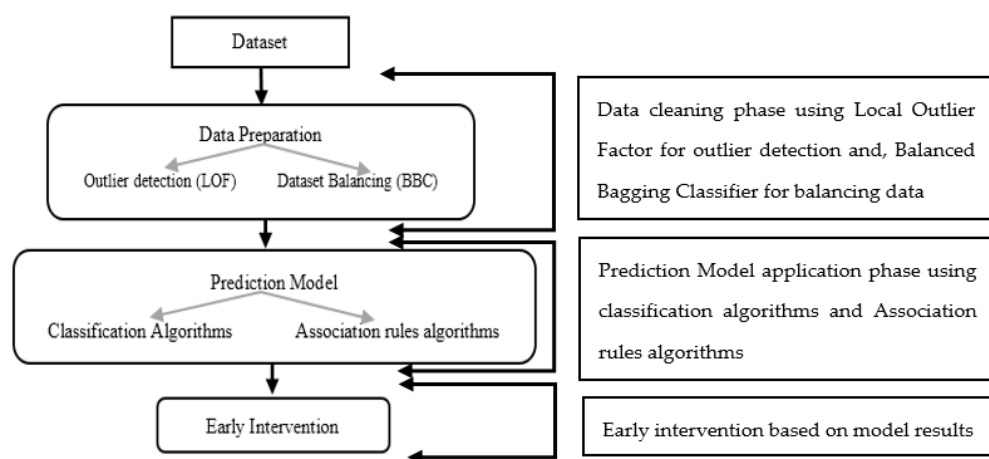 Dataset
Data Preparation
Outlier detection (LOF)
Dataset Balancing (BBC)
Prediction Model
Classification Algorithms
Association rules algorithms
Early Intervention
Data cleaning phase using Local Outlier
Factor for outlier detection and, Balanced
Bagging Classifier for balancing data
Prediction Model application phase using
classification algorithms and Association
rules algorithms
Early intervention based on model results